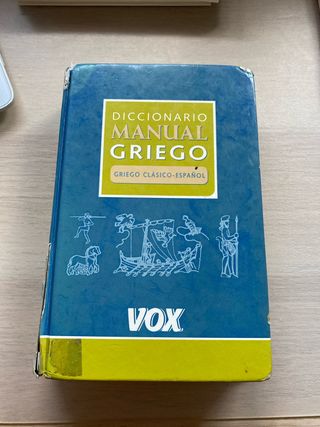 DICCIONARIO
MANUAL
GRIEGO
GRIEGO CLÁSICO-ESPAÑOL
VOX